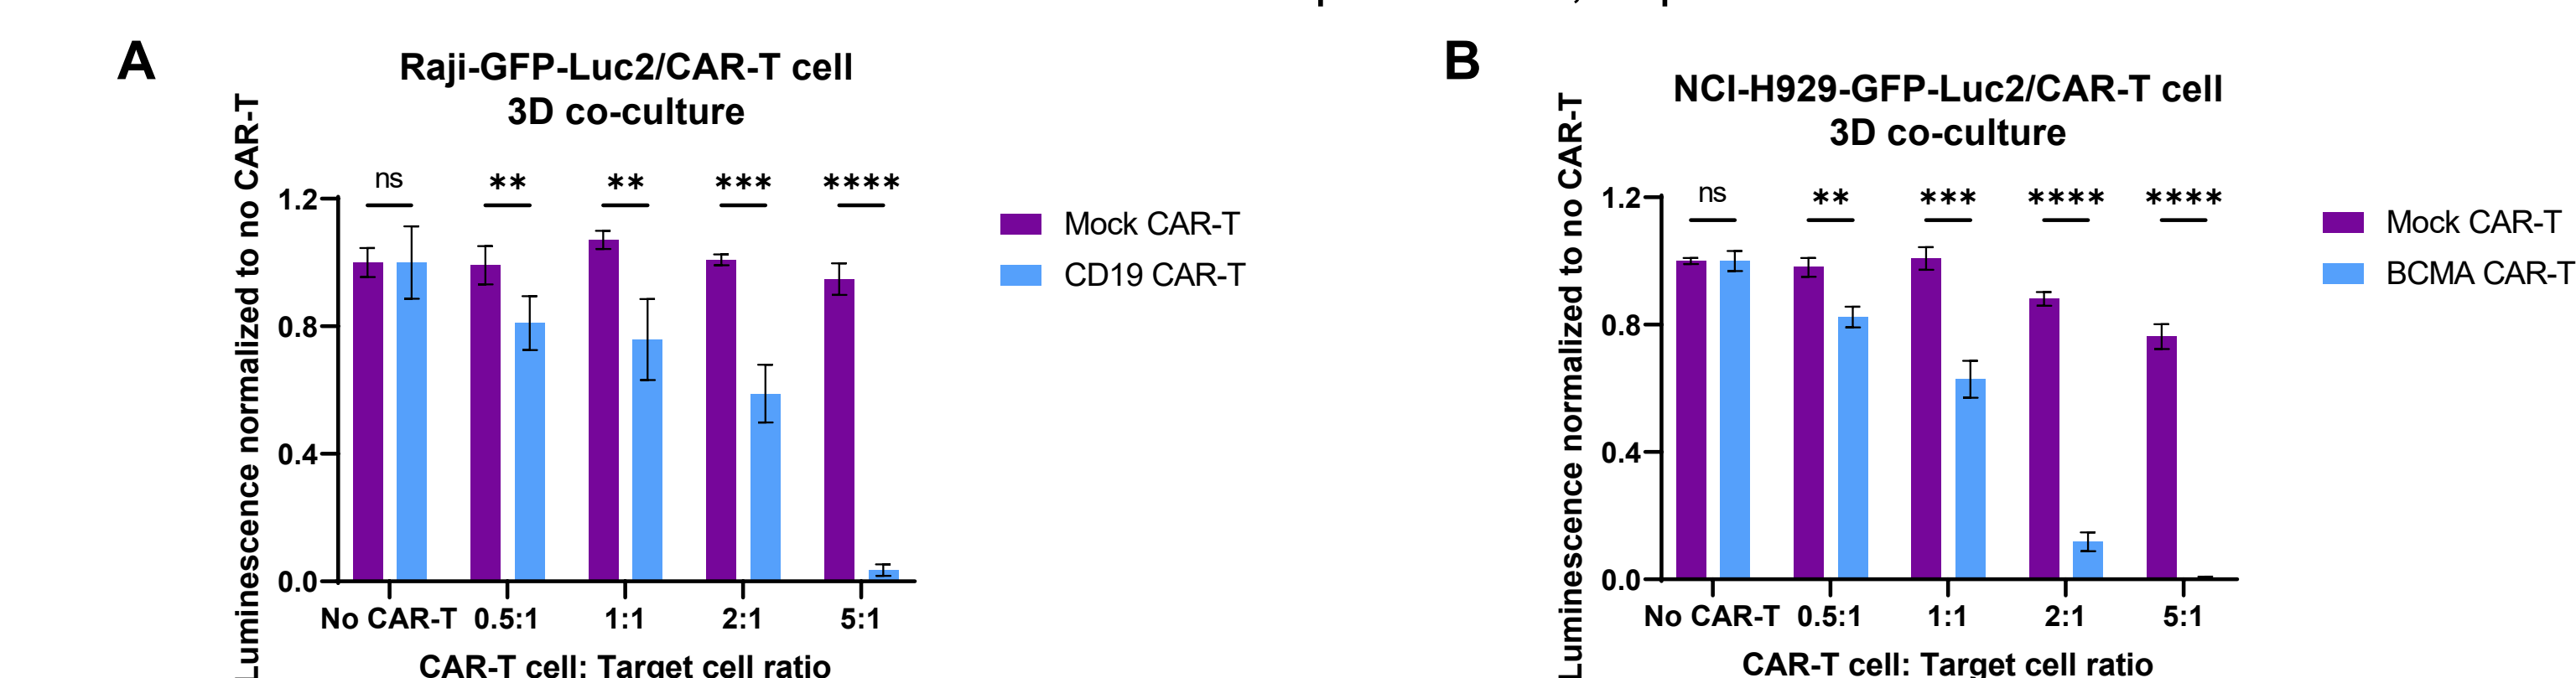 A
Raji-GFP-Luc2/CAR-T cell
3D co-culture
Luminescence normalized to no CAR-T
ns ** ** *** ****
1.2
0.8
0.4
0.0
No CAR-T 0.5:1 1:1 2:1 5:1
CAR-T cell: Target cell ratio
Mock CAR-T
CD19 CAR-T
B
NCI-H929-GFP-Luc2/CAR-T cell
3D co-culture
Luminescence normalized to no CAR-T
ns ** *** **** ****
1.2
0.8
0.4
0.0
No CAR-T 0.5:1 1:1 2:1 5:1
CAR-T cell: Target cell ratio
Mock CAR-T
BCMA CAR-T